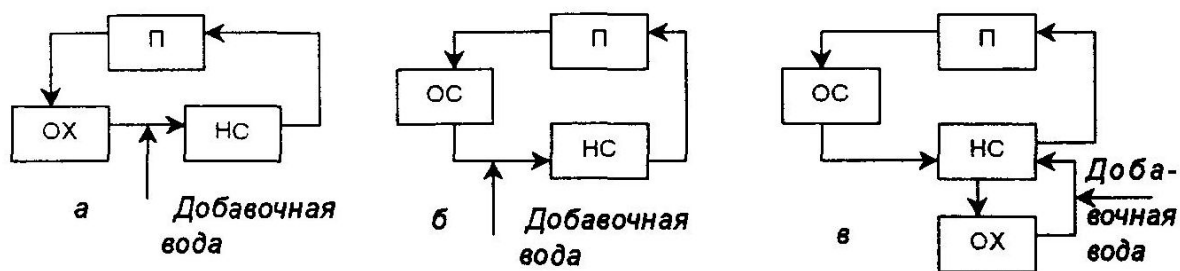 П
ОХ
НС
а
Добавочная
вода
П
ОС
НС
б
Добавочная
вода
П
ОС
НС
ОХ
в
Доба-
вочная
вода